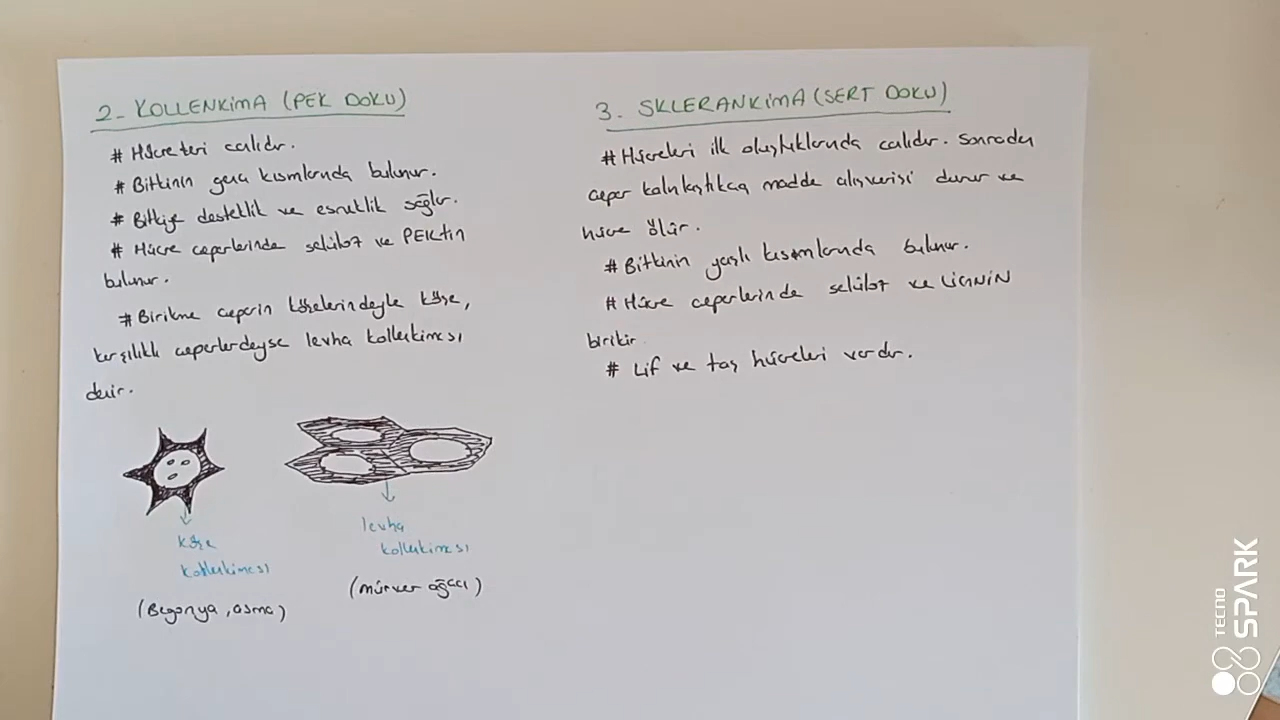 2- KOLLENKİMA (PEK DOKU)
# Hücreleri canlıdır.
# Bitkinin genç kısımlarında bulunur.
# Bitkiye desteklik ve esneklik sağlar.
# Hücre çeperlerinde selüloz ve PEKTİN
bulunur.
# Birikme çeperin köşelerindeyse köşe,
karşılıklı çeperlerdeyse levha kollenkiması
denir.
köşe
kollenkiması
(Begonya, asma)
levha
kollenkiması
(mürver ağacı)
3. SKLERANKİMA (SERT DOKU)
# Hücreleri ilk oluştuklarında canlıdır. Sonradan
çeper kalınlaştıkça madde alışverişi durur ve
hücre ölür.
# Bitkinin yaşlı kısımlarında bulunur.
# Hücre çeperlerinde selüloz ve LİGNİN
birikir
# Lif ve taş hücreleri vardır.
TECNO
SPARK